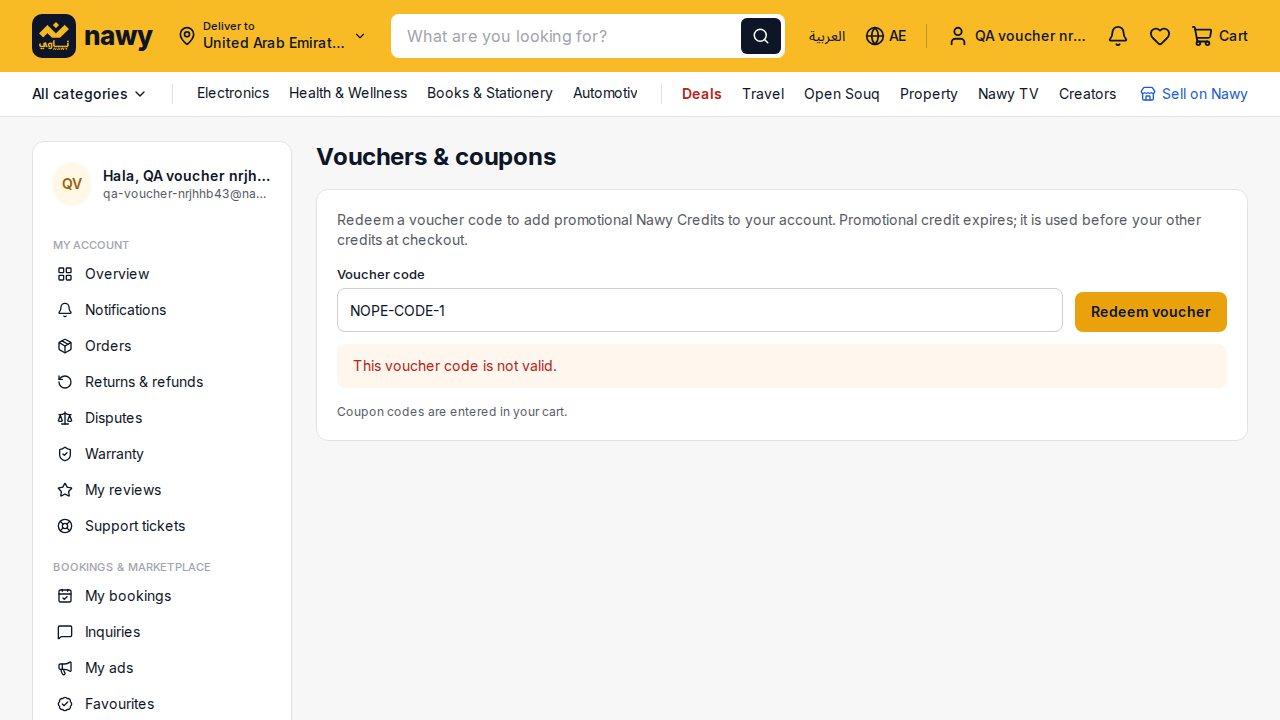 nawy
Deliver to
United Arab Emirat...
What are you looking for?
العربية
AE
QA voucher nr...
Cart
All categories
Electronics
Health & Wellness
Books & Stationery
Automotiv
Deals
Travel
Open Souq
Property
Nawy TV
Creators
Sell on Nawy
QV
Hala, QA voucher nrjh...
qa-voucher-nrjhhb43@na...
MY ACCOUNT
Overview
Notifications
Orders
Returns & refunds
Disputes
Warranty
My reviews
Support tickets
BOOKINGS & MARKETPLACE
My bookings
Inquiries
My ads
Favourites
Vouchers & coupons
Redeem a voucher code to add promotional Nawy Credits to your account. Promotional credit expires; it is used before your other
credits at checkout.
Voucher code
NOPE-CODE-1
Redeem voucher
This voucher code is not valid.
Coupon codes are entered in your cart.